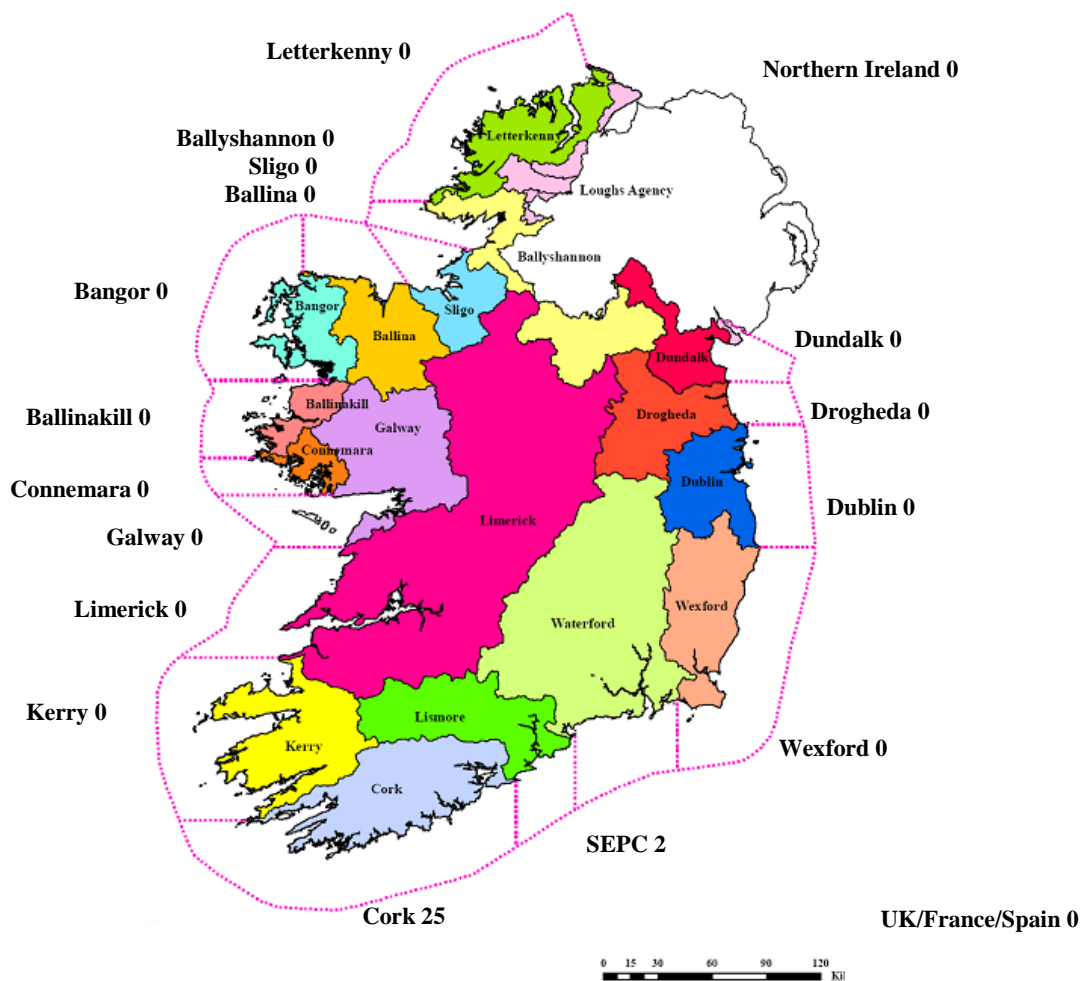 Letterkenny 0
Northern Ireland 0
Ballyshannon 0
Sligo 0
Ballina 0
Letterkenny
Loughs Agency
Ballyshannon
Bangor 0
Bangor
Sligo
Ballina
Dundalk 0
Dundalk
Ballinakill 0
Ballinakill
Drogheda 0
Drogheda
Galway
Connemara
Connemara 0
Dublin
Dublin 0
Galway 0
Limerick
Limerick 0
Wexford
Waterford
Kerry 0
Lismore
Kerry
Wexford 0
Cork
SEPC 2
Cork 25
UK/France/Spain 0
0 15 30 60 90 120
Kil